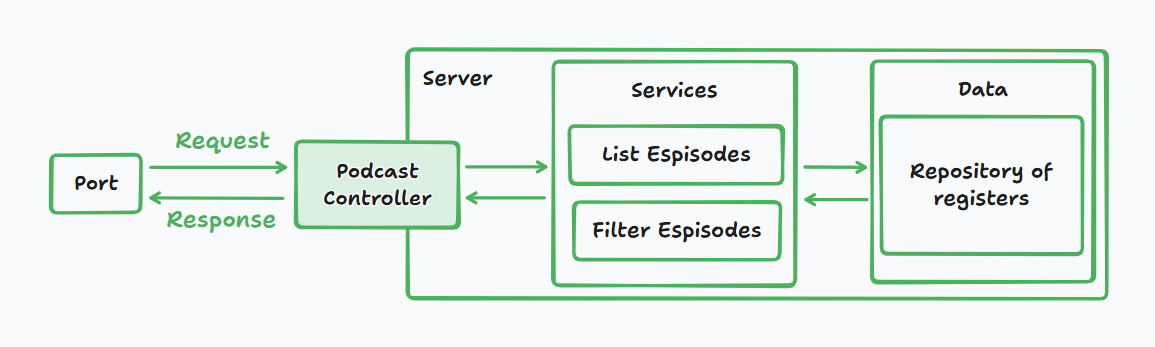 Server
Services
Data
Request
List Espisodes
Port
Podcast
Controller
Repository of
registers
Response
Filter Espisodes